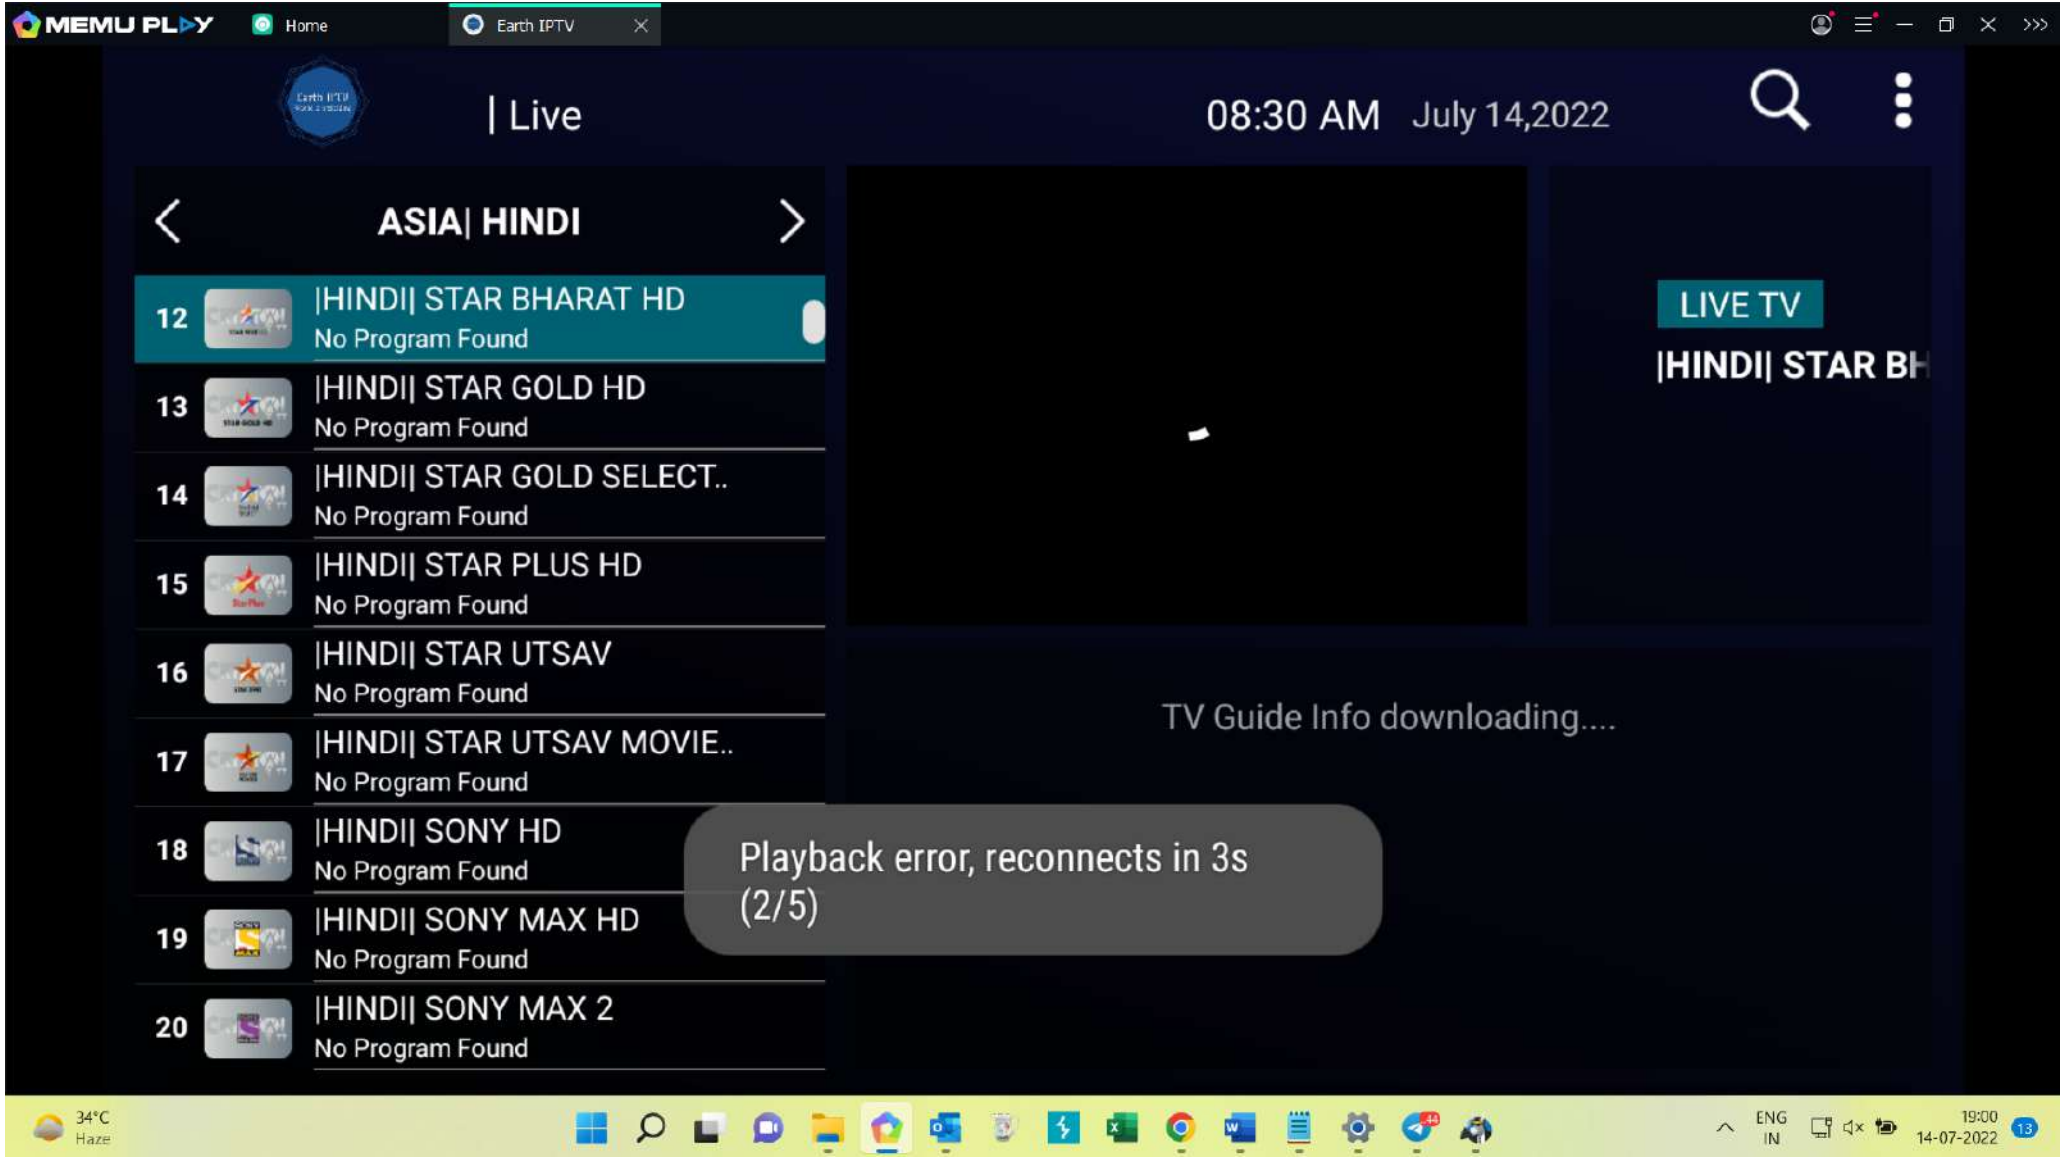 MEMU PLAY
Home
Earth IPTV
Earth IPTV
| Live
08:30 AM July 14,2022
ASIA| HINDI
12
|HINDI| STAR BHARAT HD
No Program Found
13
|HINDI| STAR GOLD HD
No Program Found
14
|HINDI| STAR GOLD SELECT..
No Program Found
15
|HINDI| STAR PLUS HD
No Program Found
16
|HINDI| STAR UTSAV
No Program Found
17
|HINDI| STAR UTSAV MOVIE..
No Program Found
18
|HINDI| SONY HD
No Program Found
19
|HINDI| SONY MAX HD
No Program Found
20
|HINDI| SONY MAX 2
No Program Found
LIVE TV
|HINDI| STAR BH
TV Guide Info downloading....
Playback error, reconnects in 3s
(2/5)
34°C
Haze
44
ENG
IN
19:00
14-07-2022
13